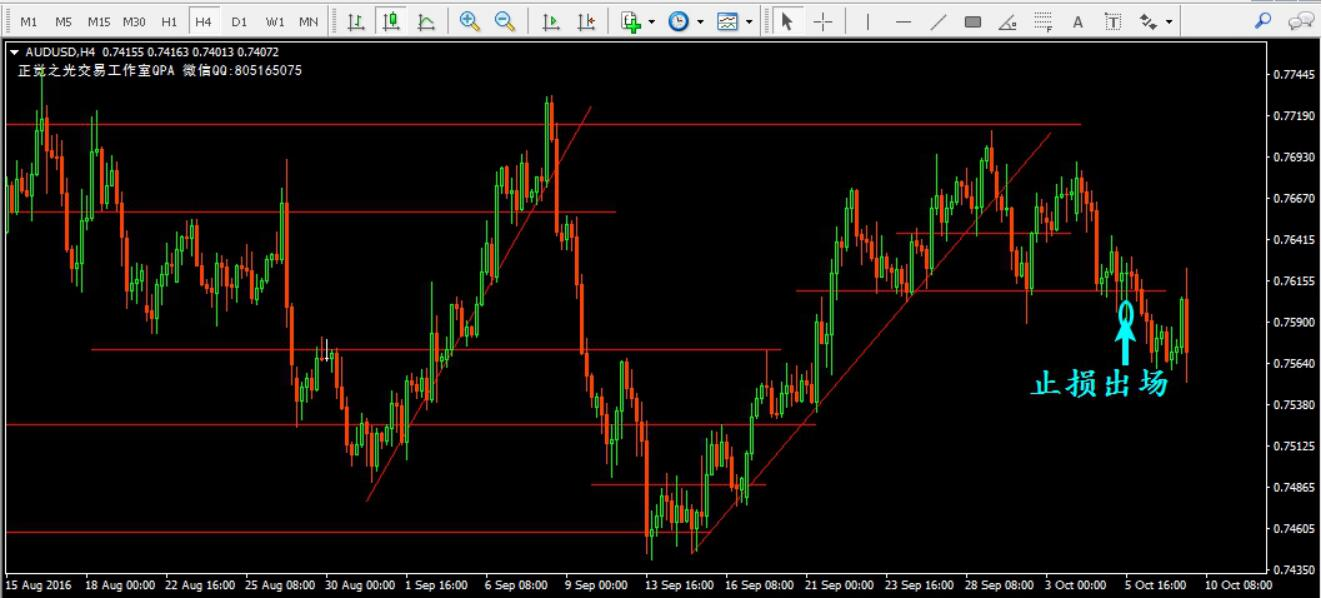 M1 M5 M15 M30 H1 H4 D1 W1 MN A T
AUDUSD,H4 0.74155 0.74163 0.74013 0.74072
正觉之光交易工作室QPA 微信QQ:805165075
0.77445
0.77190
0.76930
0.76670
0.76415
0.76155
0.75900
0.75640
止损出场
0.75380
0.75125
0.74865
0.74605
0.74350
15 Aug 2016 18 Aug 00:00 22 Aug 16:00 25 Aug 08:00 30 Aug 00:00 1 Sep 16:00 6 Sep 08:00 9 Sep 00:00 13 Sep 16:00 16 Sep 08:00 21 Sep 00:00 23 Sep 16:00 28 Sep 08:00 3 Oct 00:00 5 Oct 16:00 10 Oct 08:00